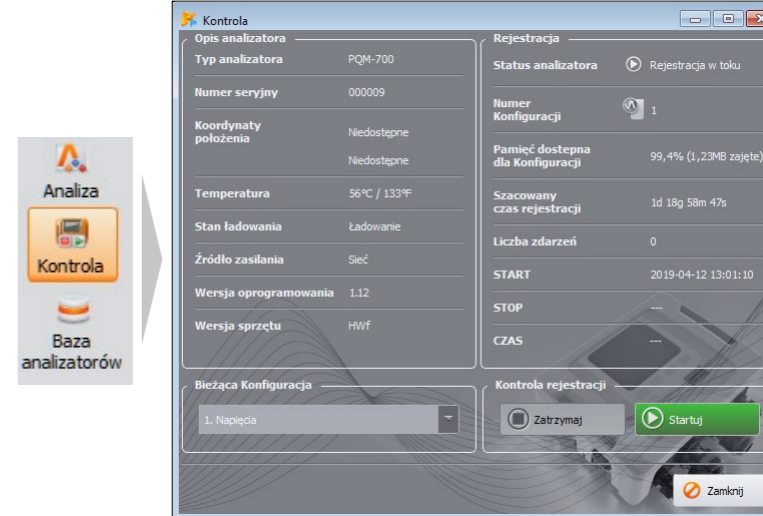 Analiza
Kontrola
Baza
analizatorów
Kontrola
Opis analizatora
Typ analizatora PQM-700
Numer seryjny 000009
Koordynaty
położenia
Niedostępne
Niedostępne
Temperatura 56ºC / 133ºF
Stan ładowania Ładowanie
Źródło zasilania Sieć
Wersja oprogramowania 1.12
Wersja sprzętu HWf
Bieżąca Konfiguracja
1. Napięcia
Rejestracja
Status analizatora Rejestracja w toku
Numer
Konfiguracji
1
Pamięć dostępna
dla Konfiguracji
99,4% (1,23MB zajęte)
Szacowany
czas rejestracji
1d 18g 58m 47s
Liczba zdarzeń 0
START 2019-04-12 13:01:10
STOP ---
CZAS ---
Kontrola rejestracji
Zatrzymaj Startuj
Zamknij